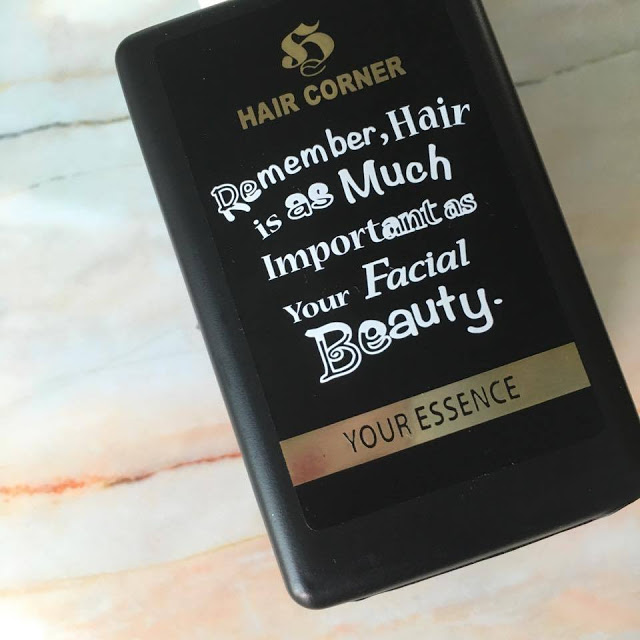 H
HAIR CORNER
Remember, Hair
is as Much
Important as
Your Facial
Beauty.
YOUR ESSENCE